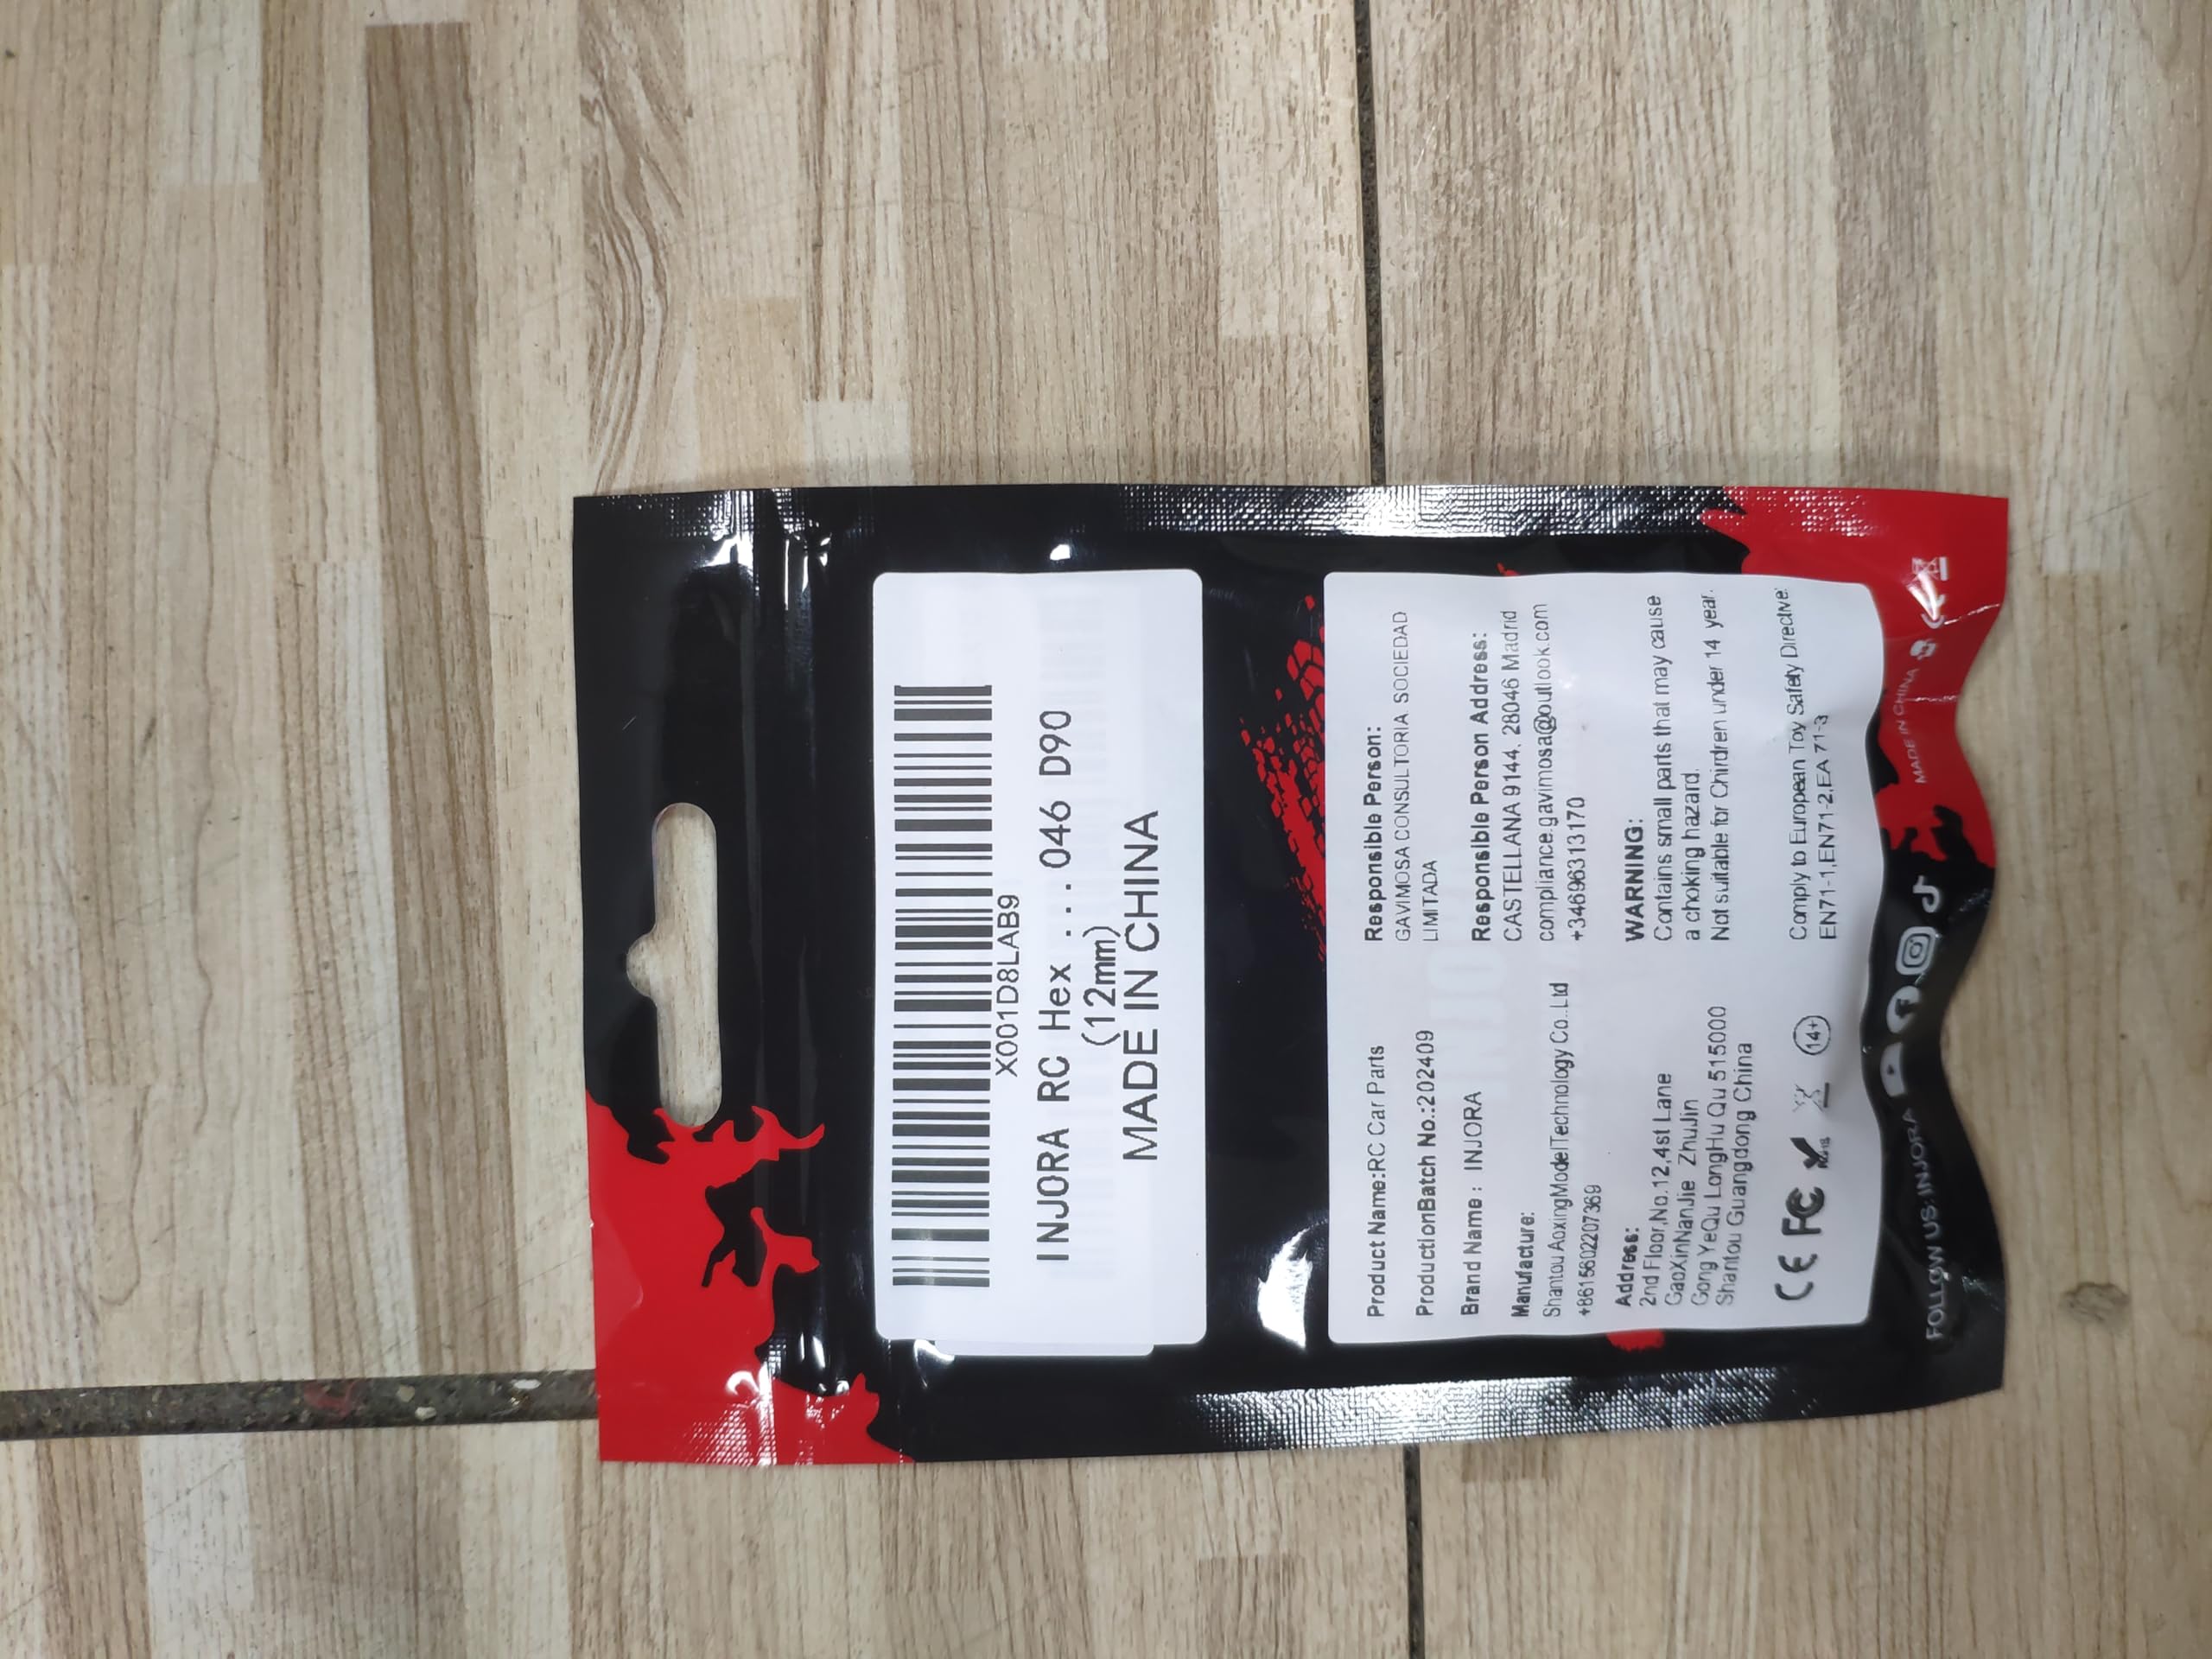 X001D8LAB9
INJORA RC Hex ...046 D90
(12mm)
MADE IN CHINA
Product Name:RC Car Parts
ProductionBatch No.:202409
Brand Name : INJORA
Manufacture:
Shantou AoxingModelTechnology Co..Ltd
+8615602207369
Address:
2nd Floor,No.12,4st Lane
GaoXinNanJie ZhuJin
Gong YeQu LongHu Qu 515000
Shantou Guangdong China
CE FC
14+
Responsible Person:
GAVIMOSA CONSULTORIA SOCIEDAD
LIMITADA
Responsible Person Address:
CASTELLANA 9144, 28046 Madrid
compliance.gavimosa@outlook.com
+34696313170
WARNING:
Contains small parts that may cause
a choking hazard.
Not suitable for Chirdren under 14 year.
Comply to European Toy Safety Directive:
EN71-1,EN71-2,EA 71-3
FOLLOW US:INJORA
MADE IN CHINA